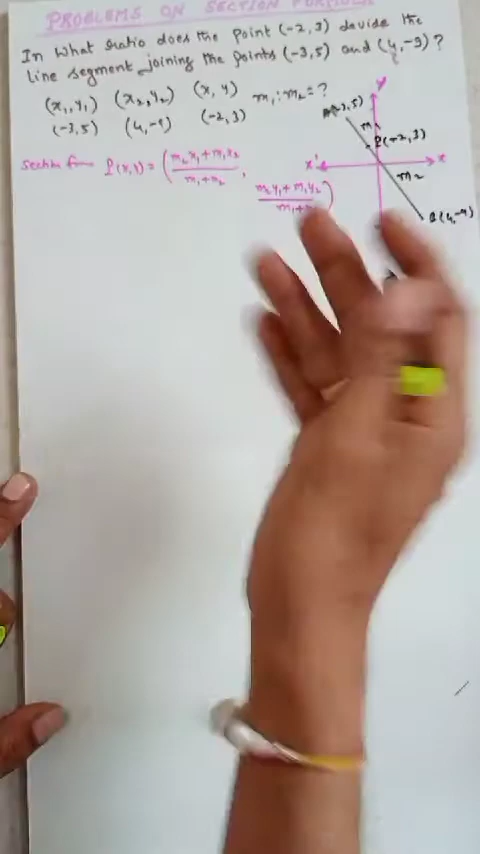 PROBLEMS ON SECTION FORMULA
In what ratio does the point (-2,3) devide the
line segment joining the points (-3,5) and (4,-9)?
(x₁,y₁) (x₂,y₂) (x,y) m₁:m₂=?
(-3,5) (4,-9) (-2,3)
Section form P(x,y) = (m₂x₁+m₁x₂/m₁+m₂,
m₂y₁+m₁y₂/m₁+m₂)
Y
A(-3,5)
m₁
P(-2,3)
X' X
m₂
B(4,-9)